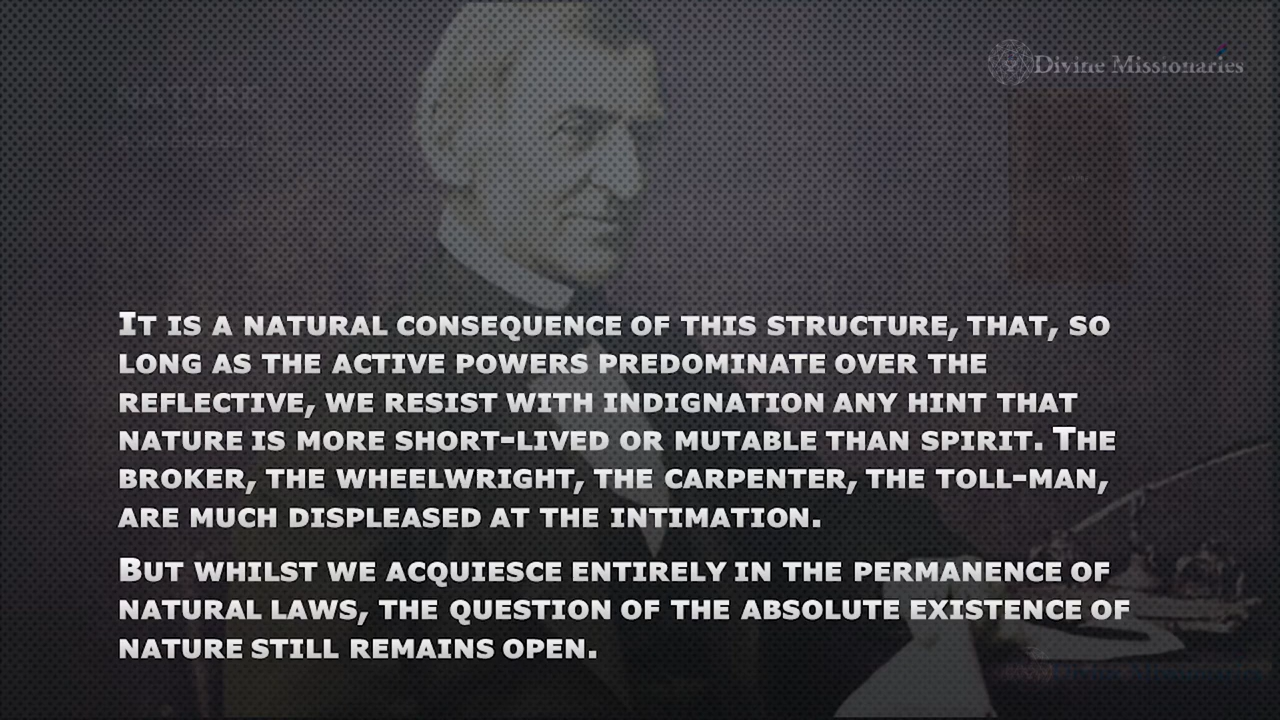 Divine Missionaries
NATURE
IT IS A NATURAL CONSEQUENCE OF THIS STRUCTURE, THAT, SO
LONG AS THE ACTIVE POWERS PREDOMINATE OVER THE
REFLECTIVE, WE RESIST WITH INDIGNATION ANY HINT THAT
NATURE IS MORE SHORT-LIVED OR MUTABLE THAN SPIRIT. THE
BROKER, THE WHEELWRIGHT, THE CARPENTER, THE TOLL-MAN,
ARE MUCH DISPLEASED AT THE INTIMATION.
BUT WHILST WE ACQUIESCE ENTIRELY IN THE PERMANENCE OF
NATURAL LAWS, THE QUESTION OF THE ABSOLUTE EXISTENCE OF
NATURE STILL REMAINS OPEN.